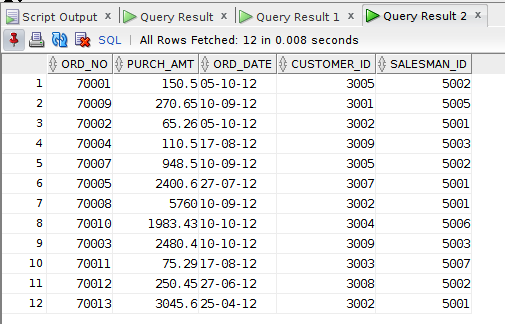 Script Output x Query Result x Query Result 1 x Query Result 2 x
SQL | All Rows Fetched: 12 in 0.008 seconds
ORD_NO PURCH_AMT ORD_DATE CUSTOMER_ID SALESMAN_ID
1 70001 150.5 05-10-12 3005 5002
2 70009 270.65 10-09-12 3001 5005
3 70002 65.26 05-10-12 3002 5001
4 70004 110.5 17-08-12 3009 5003
5 70007 948.5 10-09-12 3005 5002
6 70005 2400.6 27-07-12 3007 5001
7 70008 5760 10-09-12 3002 5001
8 70010 1983.43 10-10-12 3004 5006
9 70003 2480.4 10-10-12 3009 5003
10 70011 75.29 17-08-12 3003 5007
11 70012 250.45 27-06-12 3008 5002
12 70013 3045.6 25-04-12 3002 5001